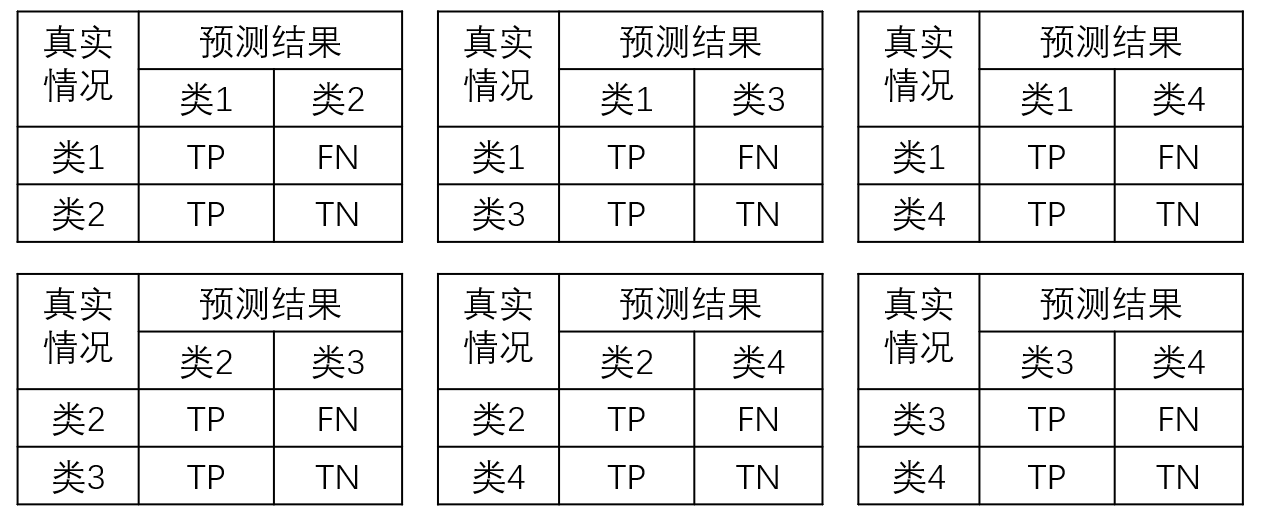 真实情况 预测结果
类1 类2
类1 TP FN
类2 TP TN
真实情况 预测结果
类1 类3
类1 TP FN
类3 TP TN
真实情况 预测结果
类1 类4
类1 TP FN
类4 TP TN
真实情况 预测结果
类2 类3
类2 TP FN
类3 TP TN
真实情况 预测结果
类2 类4
类2 TP FN
类4 TP TN
真实情况 预测结果
类3 类4
类3 TP FN
类4 TP TN